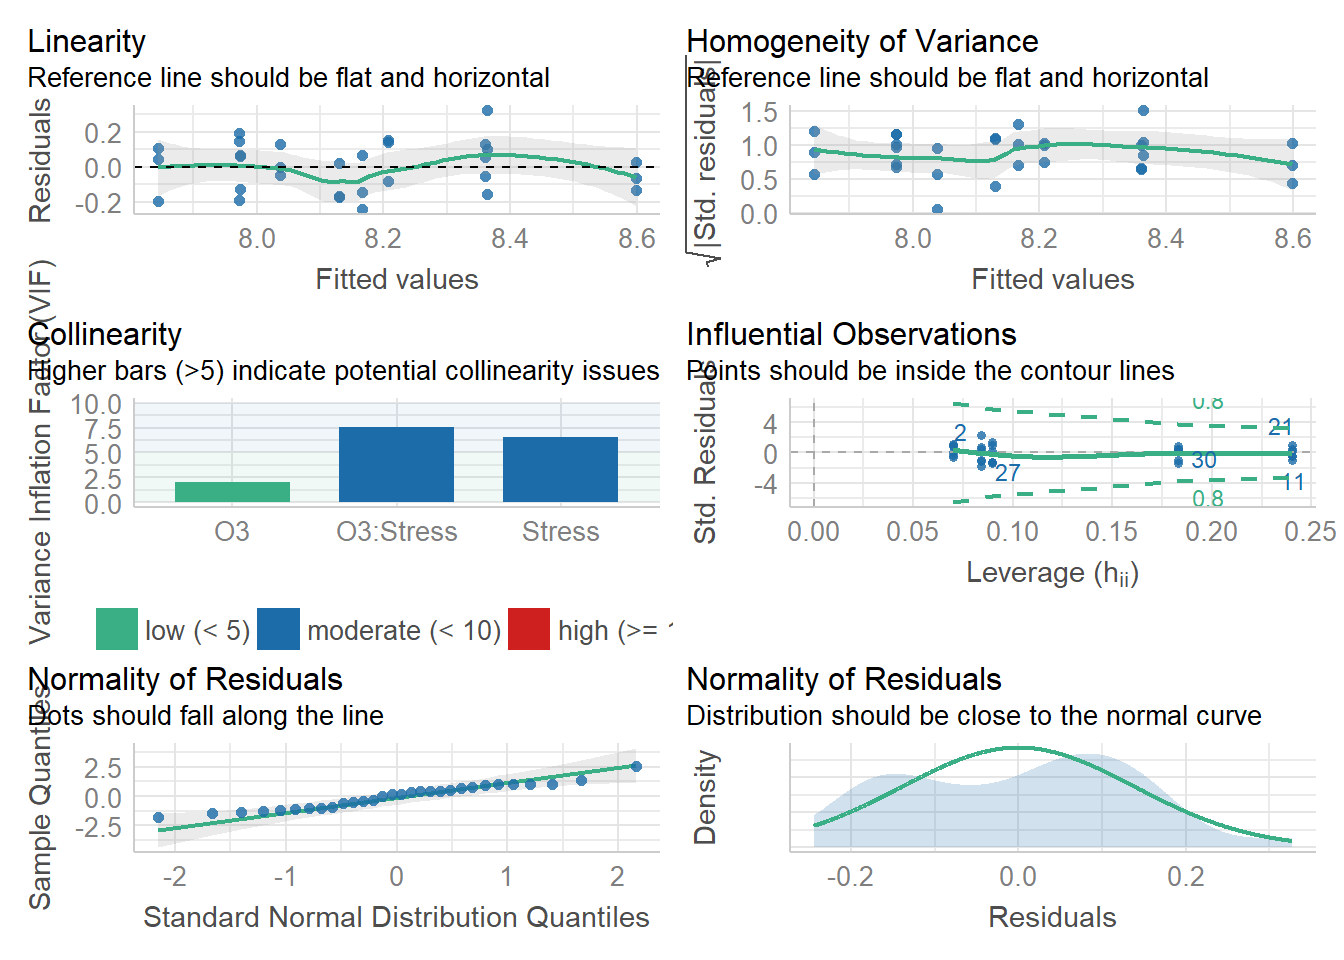 Linearity
Reference line should be flat and horizontal
Residuals
0.2
0.0
-0.2
8.0 8.2 8.4 8.6
Fitted values
Homogeneity of Variance
Reference line should be flat and horizontal
√|Std. residuals|
1.5
1.0
0.5
0.0
8.0 8.2 8.4 8.6
Fitted values
Collinearity
Higher bars (>5) indicate potential collinearity issues
Variance Inflation Factor (VIF)
10.0
7.5
5.0
2.5
0.0
O3 O3:Stress Stress
low (< 5) moderate (< 10) high (>=
Influential Observations
Points should be inside the contour lines
Std. Residuals
4
0
-4
0.8
21
2
30
27
11
0.8
0.00 0.05 0.10 0.15 0.20 0.25
Leverage (hii)
Normality of Residuals
Dots should fall along the line
Sample Quantiles
2.5
0.0
-2.5
-2 -1 0 1 2
Standard Normal Distribution Quantiles
Normality of Residuals
Distribution should be close to the normal curve
Density
-0.2 0.0 0.2
Residuals